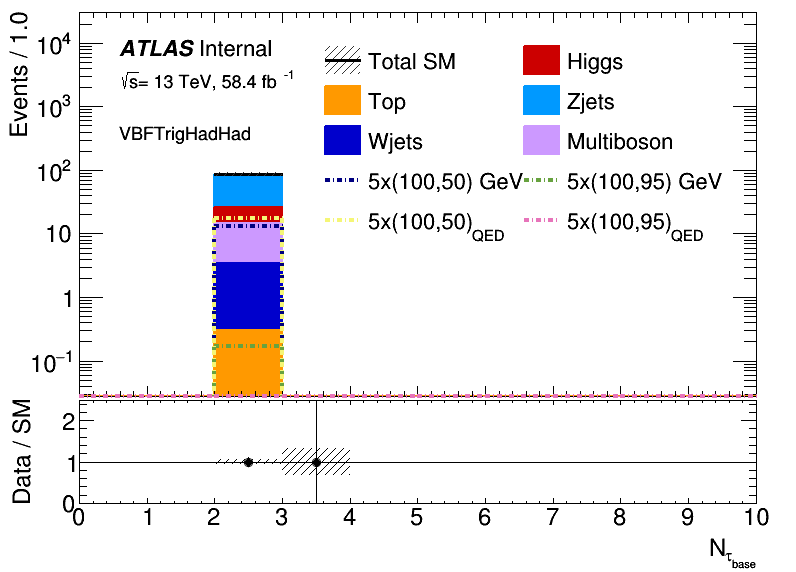 Events / 1.0
10⁴
10³
10²
10
1
10⁻¹
ATLAS Internal
√s= 13 TeV, 58.4 fb ⁻¹
VBFTrigHadHad
Total SM
Higgs
Top
Zjets
Wjets
Multiboson
5x(100,50) GeV
5x(100,95) GeV
5x(100,50)QED
5x(100,95)QED
Data / SM
2
1
0
0 1 2 3 4 5 6 7 8 9 10
Nτbase